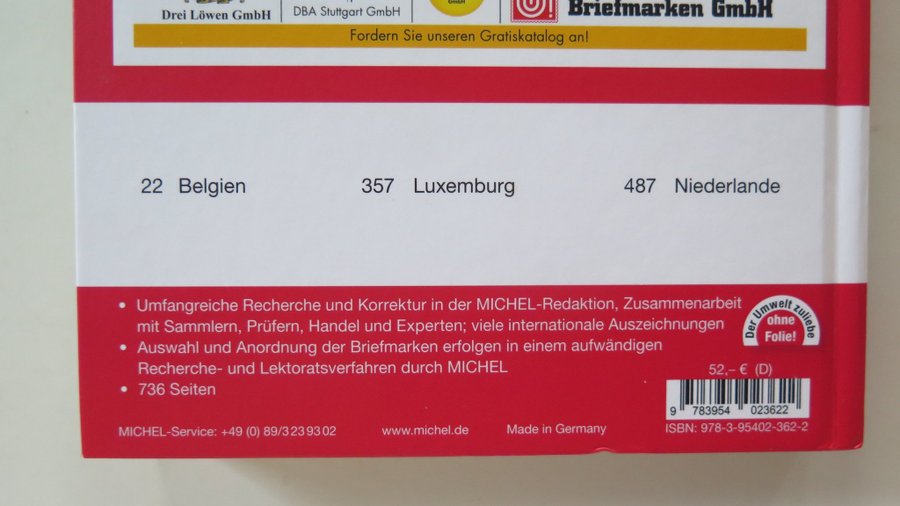 Drei Löwen GmbH
DBA Stuttgart GmbH
GmbH
Briefmarken GmbH
Fordern Sie unseren Gratiskatalog an!
22 Belgien
357 Luxemburg
487 Niederlande
• Umfangreiche Recherche und Korrektur in der MICHEL-Redaktion, Zusammenarbeit
mit Sammlern, Prüfern, Handel und Experten; viele internationale Auszeichnungen
• Auswahl und Anordnung der Briefmarken erfolgen in einem aufwändigen
Recherche- und Lektoratsverfahren durch MICHEL
• 736 Seiten
Der Umwelt zuliebe
ohne
Folie!
52,– € (D)
9 783954 023622
MICHEL-Service: +49 (0) 89/3 23 93 02
www.michel.de
Made in Germany
ISBN: 978-3-95402-362-2